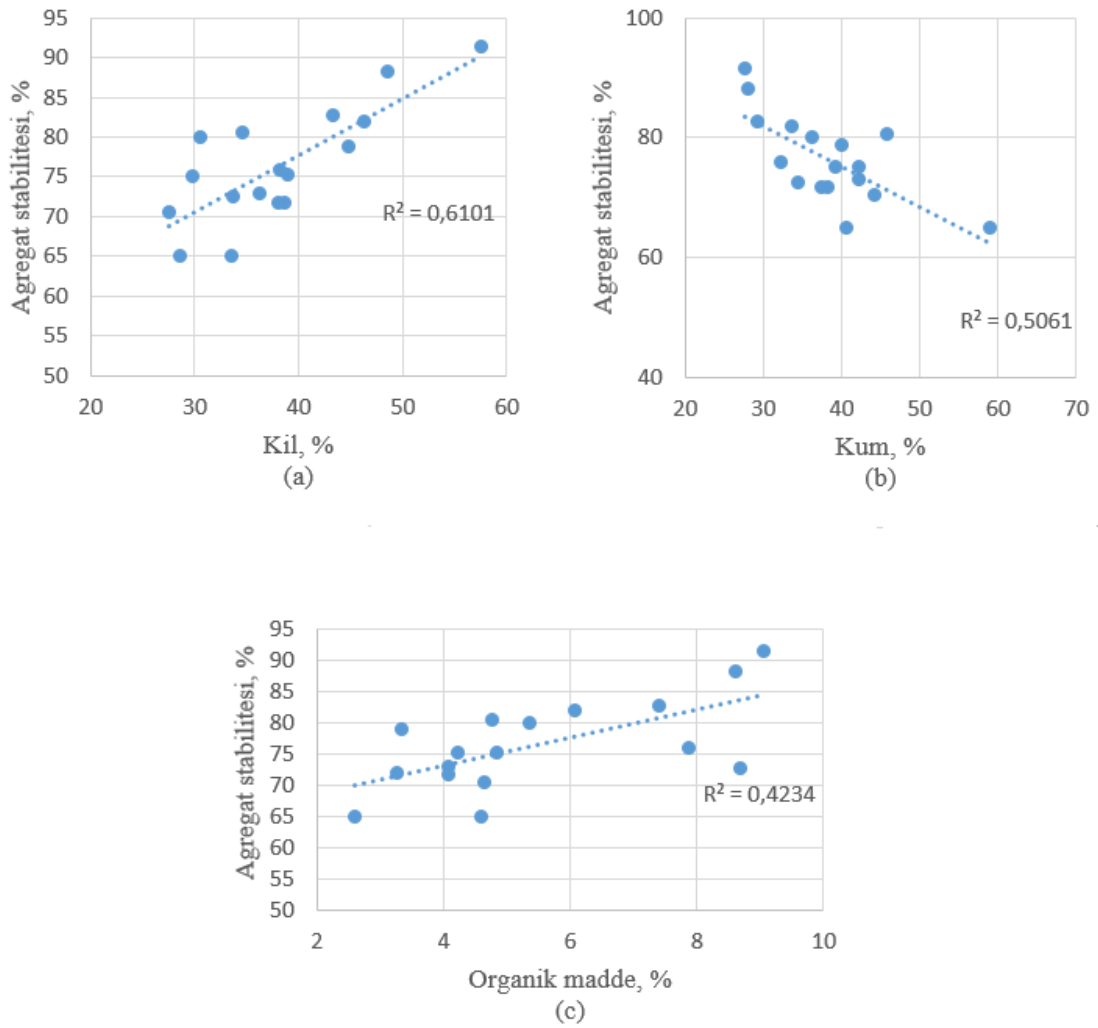 95
90
85
80
75
70
65
60
55
50
Agregat stabilitesi, %
R² = 0,6101
20 30 40 50 60
Kil, %
(a)
100
80
60
40
Agregat stabilitesi, %
R² = 0,5061
20 30 40 50 60 70
Kum, %
(b)
95
90
85
80
75
70
65
60
55
50
Agregat stabilitesi, %
R² = 0,4234
2 4 6 8 10
Organik madde, %
(c)